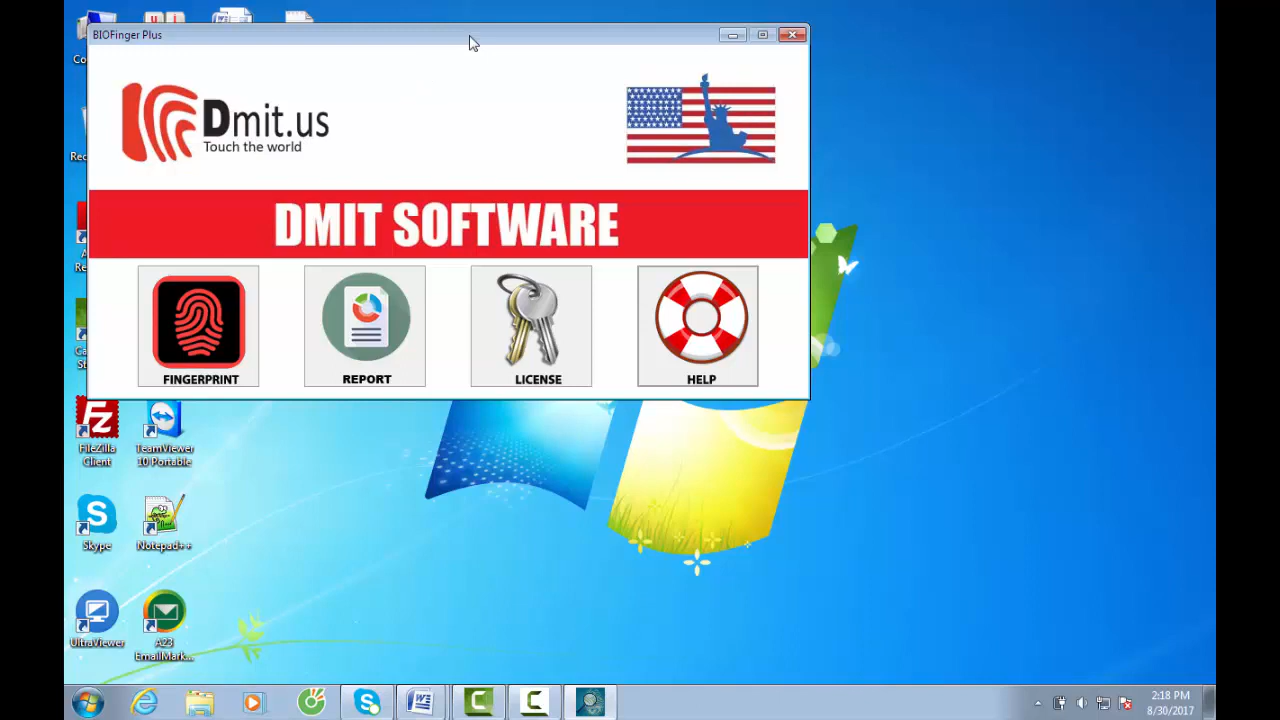 BIOFinger Plus
Dmit.us
Touch the world
DMIT SOFTWARE
FINGERPRINT
REPORT
LICENSE
HELP
FileZilla
Client
TeamViewer
10 Portable
Skype
Notepad++
UltraViewer
A23
EmailMark...
2:18 PM
8/30/2017